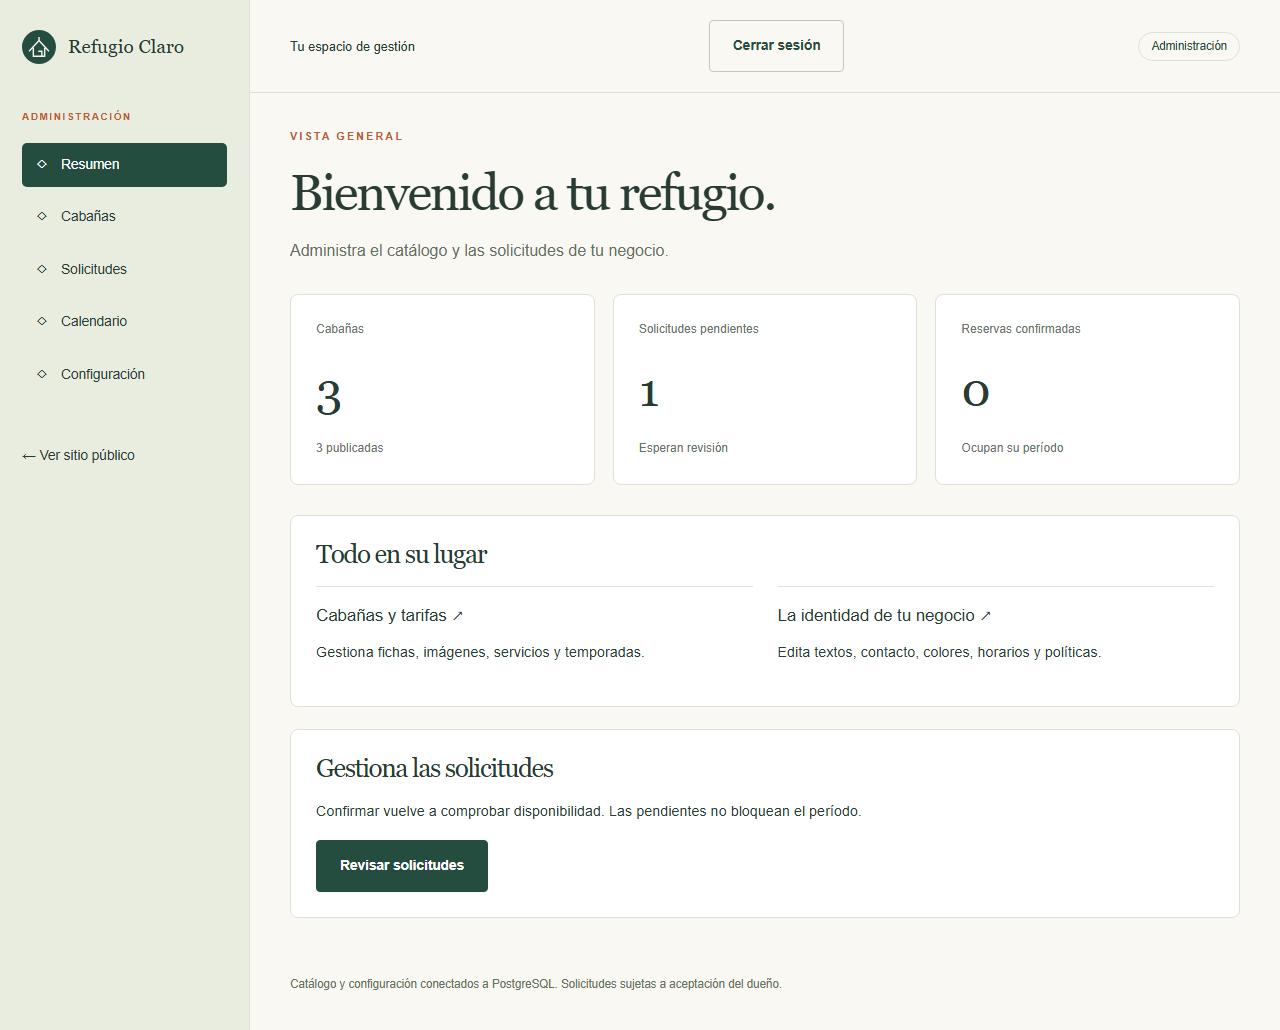 Refugio Claro
ADMINISTRACIÓN
Resumen
Cabañas
Solicitudes
Calendario
Configuración
← Ver sitio público
Tu espacio de gestión
Cerrar sesión
Administración
VISTA GENERAL
Bienvenido a tu refugio.
Administra el catálogo y las solicitudes de tu negocio.
Cabañas
3
3 publicadas
Solicitudes pendientes
1
Esperan revisión
Reservas confirmadas
0
Ocupan su período
Todo en su lugar
Cabañas y tarifas ↗
Gestiona fichas, imágenes, servicios y temporadas.
La identidad de tu negocio ↗
Edita textos, contacto, colores, horarios y políticas.
Gestiona las solicitudes
Confirmar vuelve a comprobar disponibilidad. Las pendientes no bloquean el período.
Revisar solicitudes
Catálogo y configuración conectados a PostgreSQL. Solicitudes sujetas a aceptación del dueño.